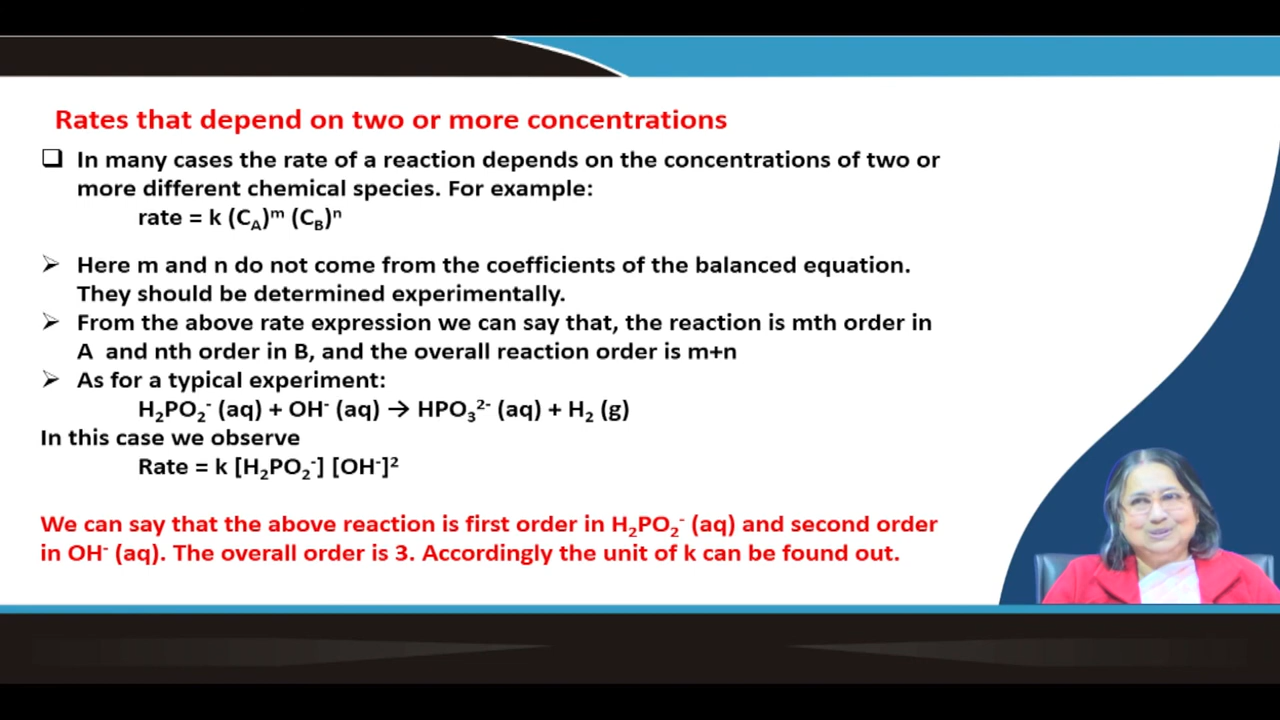 Rates that depend on two or more concentrations
❑ In many cases the rate of a reaction depends on the concentrations of two or
more different chemical species. For example:
rate = k (C_A)^m (C_B)^n
➢ Here m and n do not come from the coefficients of the balanced equation.
They should be determined experimentally.
➢ From the above rate expression we can say that, the reaction is mth order in
A and nth order in B, and the overall reaction order is m+n
➢ As for a typical experiment:
H₂PO₂⁻ (aq) + OH⁻ (aq) → HPO₃²⁻ (aq) + H₂ (g)
In this case we observe
Rate = k [H₂PO₂⁻] [OH⁻]²
We can say that the above reaction is first order in H₂PO₂⁻ (aq) and second order
in OH⁻ (aq). The overall order is 3. Accordingly the unit of k can be found out.